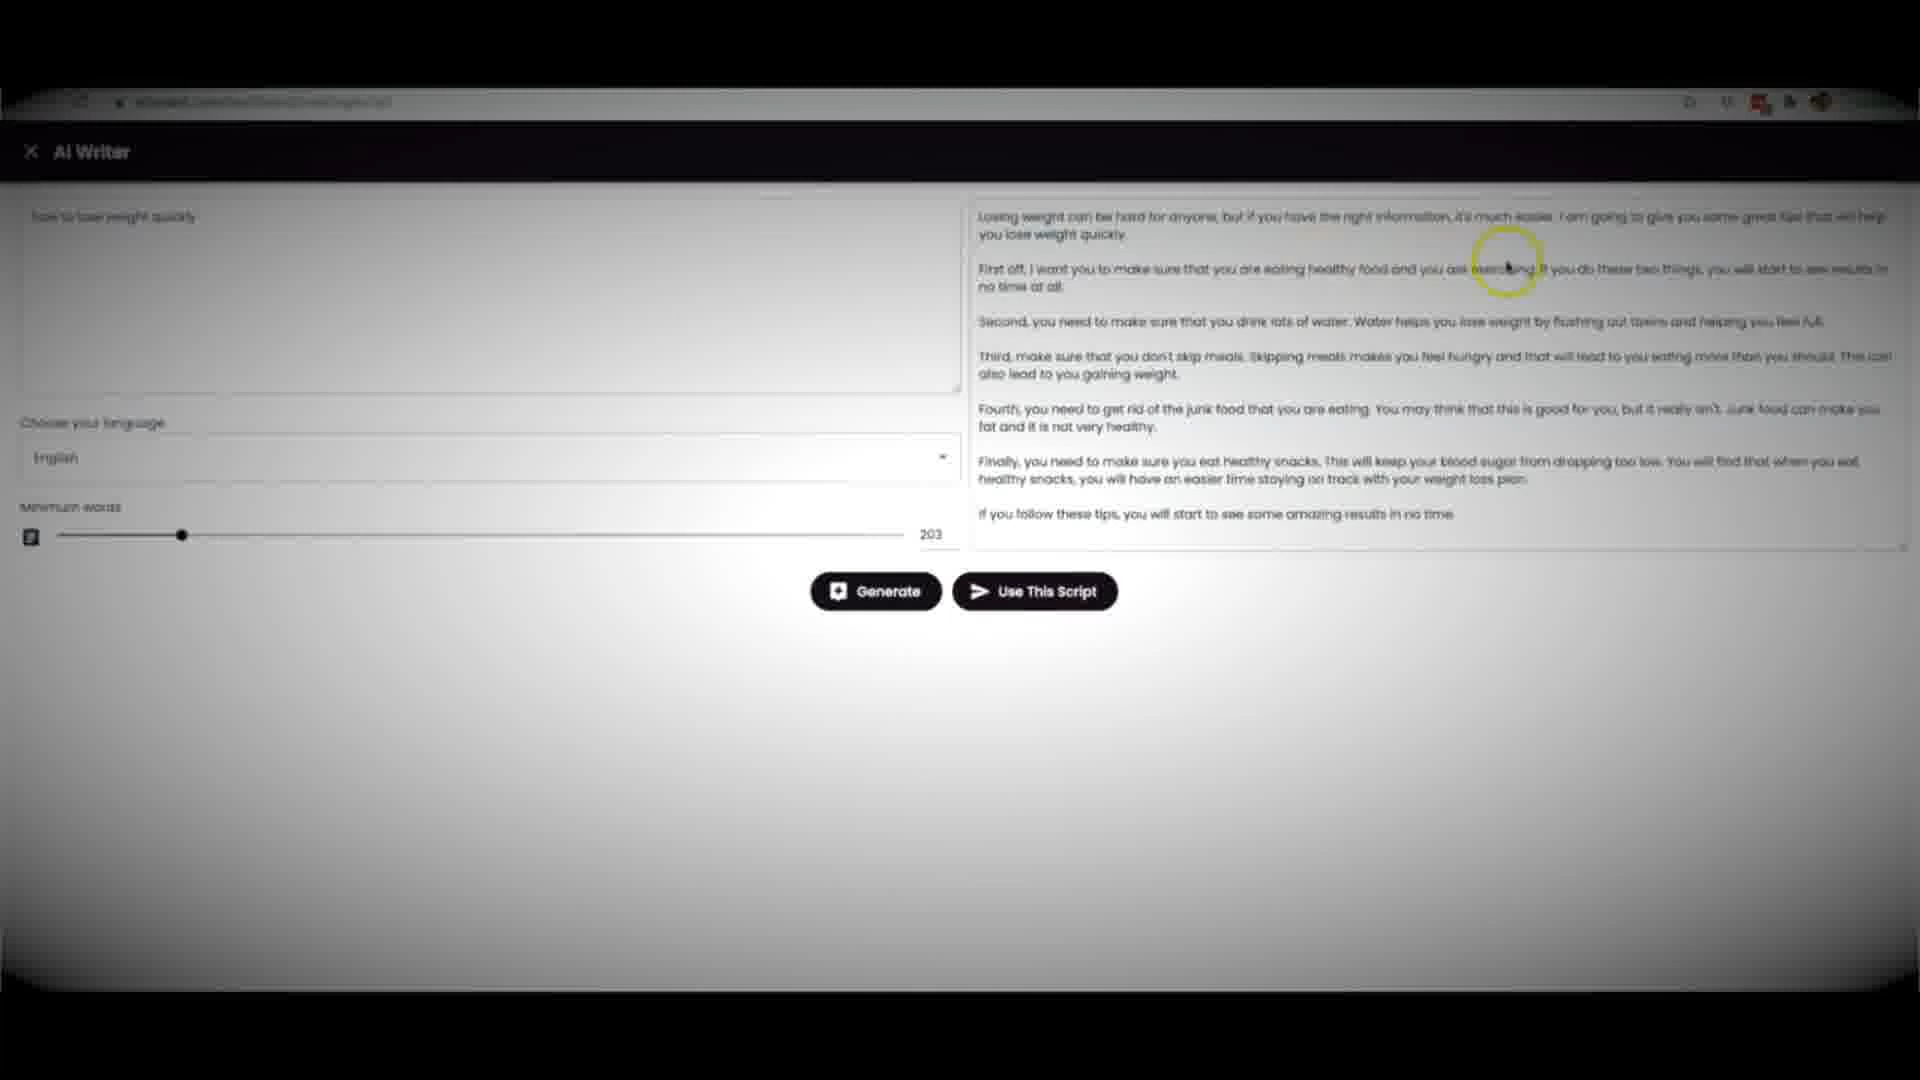 AI Writer
how to lose weight quickly
Choose your language
English
Minimum words
203
Losing weight can be hard for anyone, but if you have the right information, it's much easier. I am going to give you some great tips that will help
you lose weight quickly.
First off, I want you to make sure that you are eating healthy food and you are exercising. If you do these two things, you will start to see results in
no time at all.
Second, you need to make sure that you drink lots of water. Water helps you lose weight by flushing out toxins and helping you feel full.
Third, make sure that you don't skip meals. Skipping meals makes you feel hungry and that will lead to you eating more than you should. This can
also lead to you gaining weight.
Fourth, you need to get rid of the junk food that you are eating. You may think that this is good for you, but it really isn't. Junk food can make you
fat and it is not very healthy.
Finally, you need to make sure you eat healthy snacks. This will keep your blood sugar from dropping too low. You will find that when you eat
healthy snacks, you will have an easier time staying on track with your weight loss plan.
If you follow these tips, you will start to see some amazing results in no time.
Generate
Use This Script